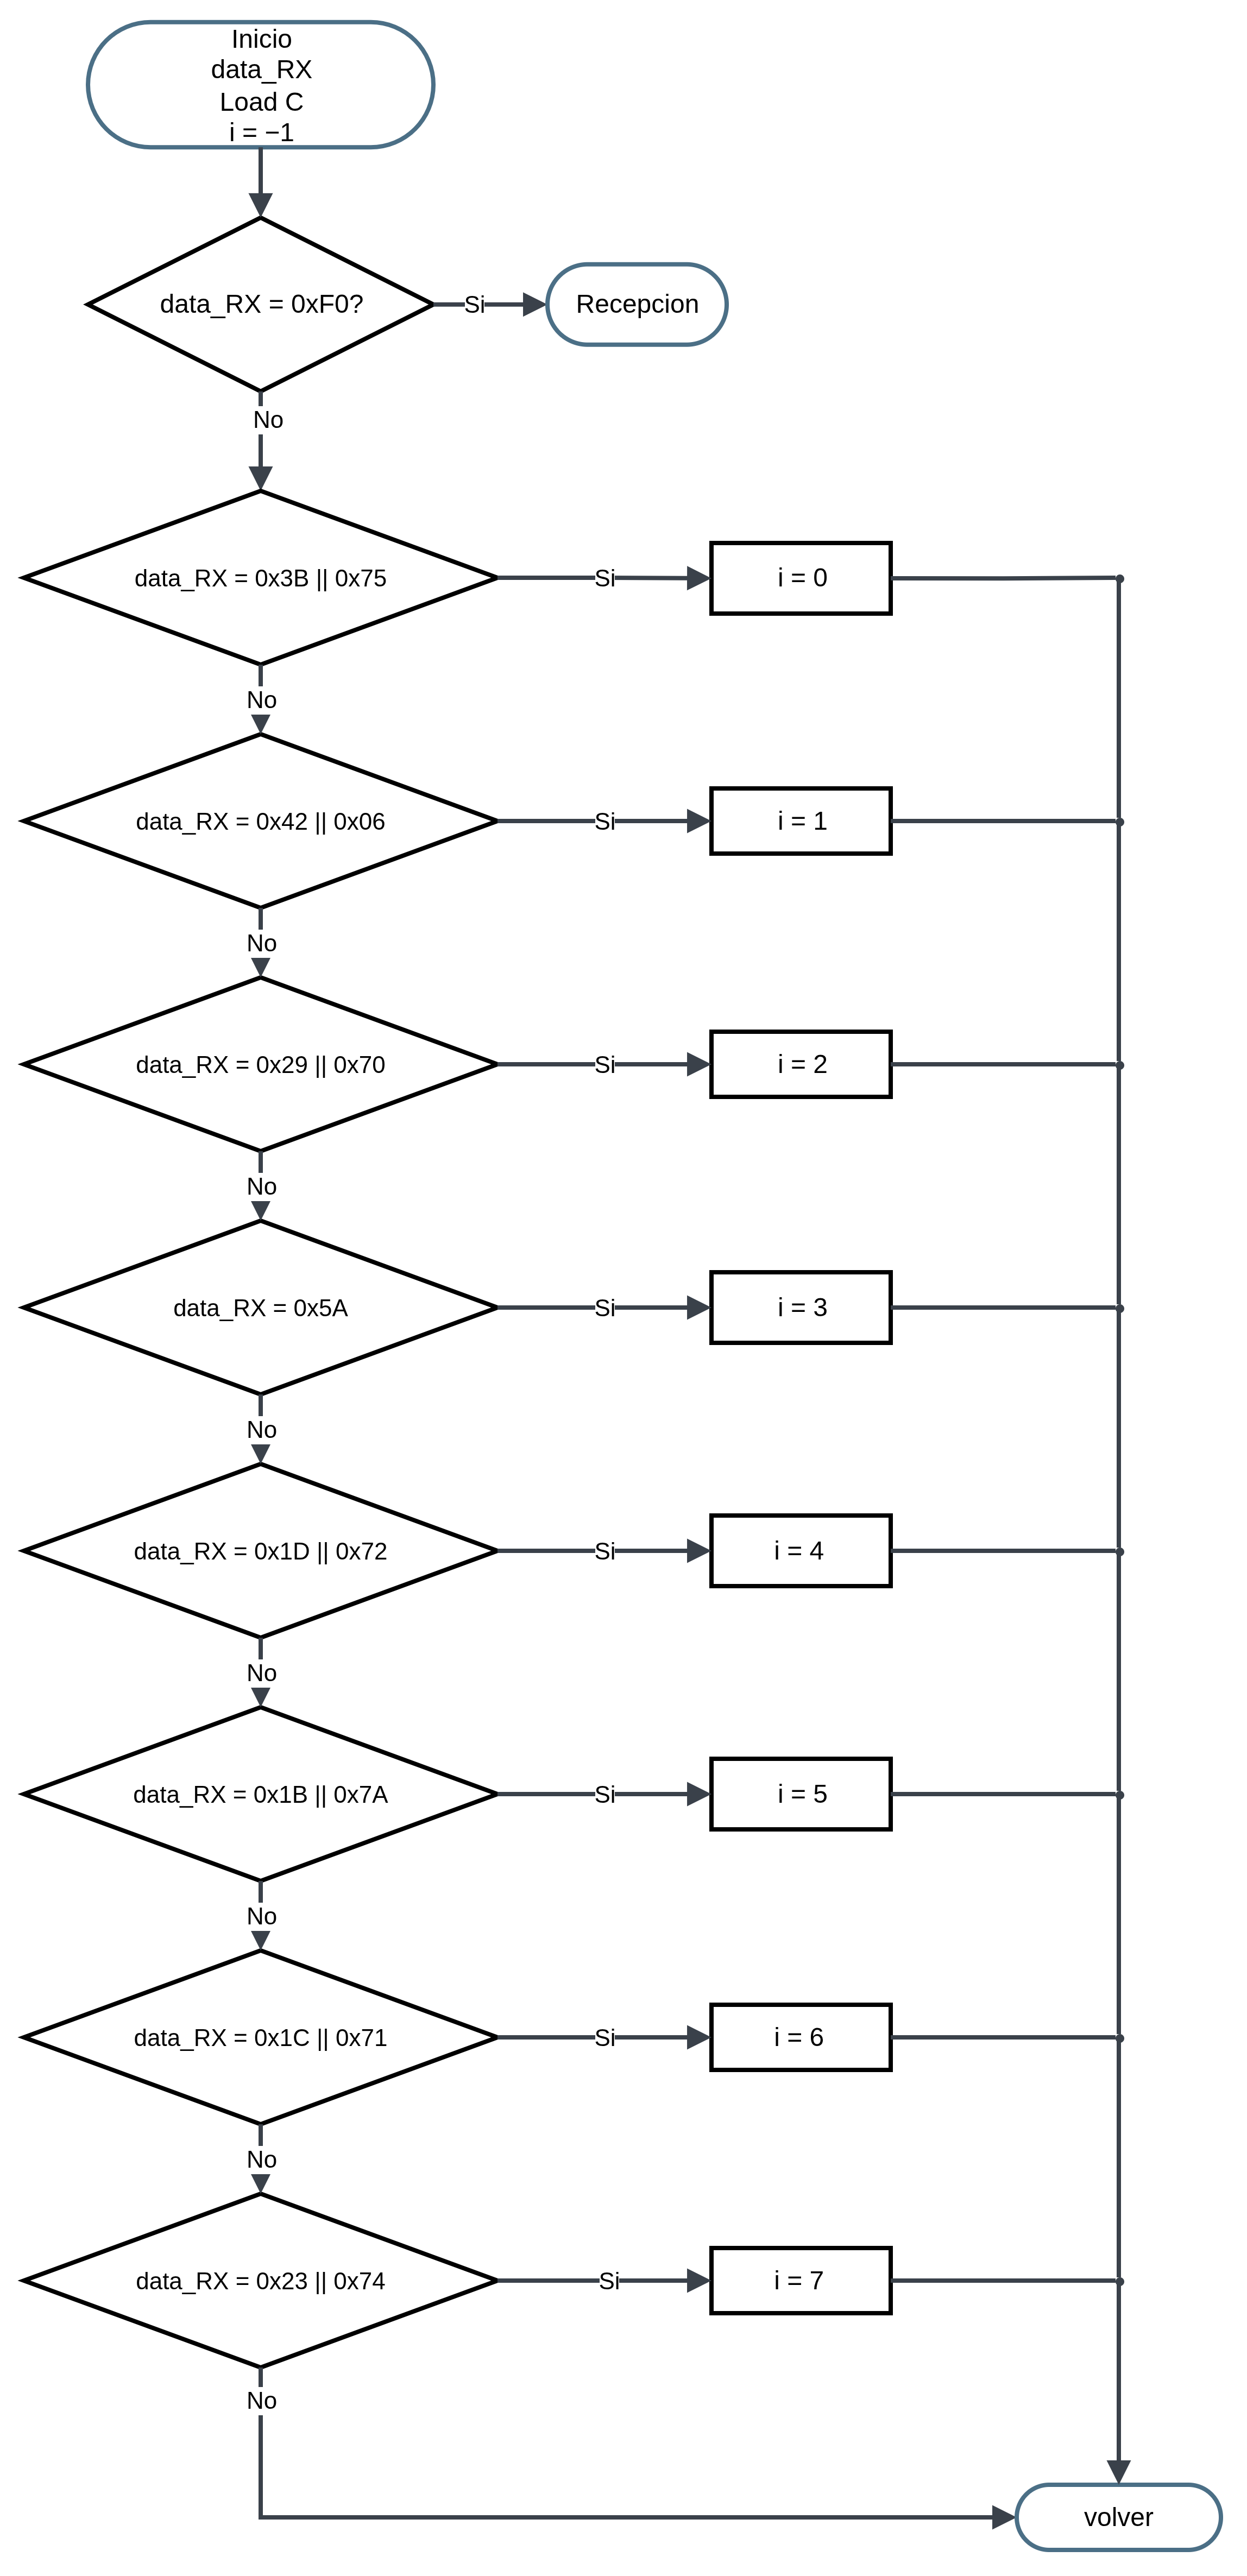 Inicio
data_RX
Load C
i = −1
data_RX = 0xF0?
Si
Recepcion
No
data_RX = 0x3B || 0x75
Si
i = 0
No
data_RX = 0x42 || 0x06
Si
i = 1
No
data_RX = 0x29 || 0x70
Si
i = 2
No
data_RX = 0x5A
Si
i = 3
No
data_RX = 0x1D || 0x72
Si
i = 4
No
data_RX = 0x1B || 0x7A
Si
i = 5
No
data_RX = 0x1C || 0x71
Si
i = 6
No
data_RX = 0x23 || 0x74
Si
i = 7
No
volver